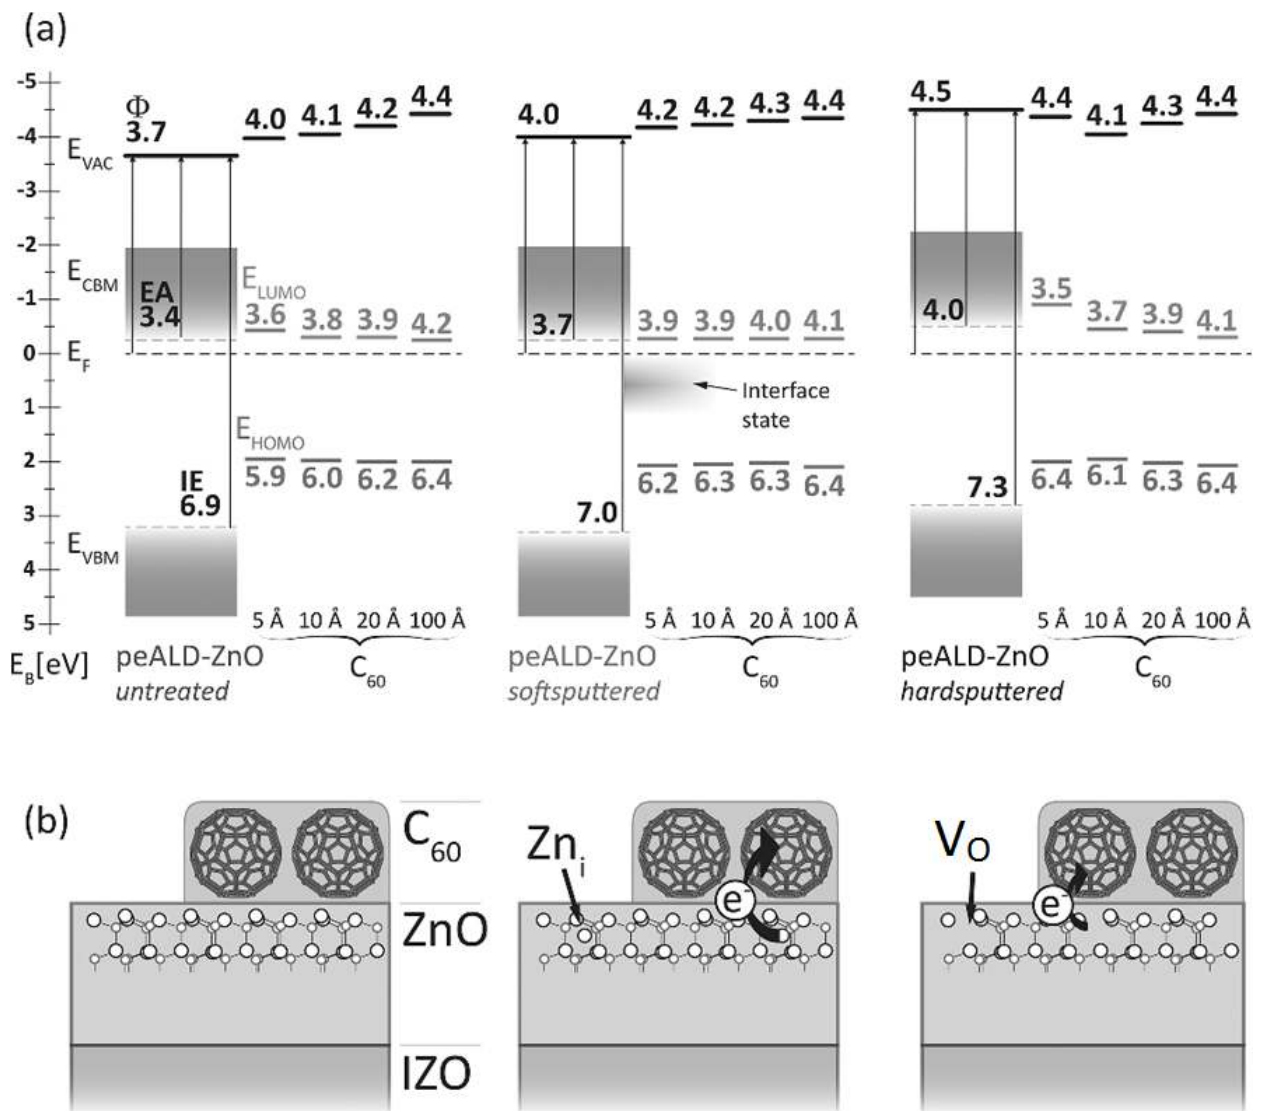 (a)
-5
-4
-3
-2
-1
0
1
2
3
4
5
E_B[eV]
E_VAC
E_CBM
E_F
E_VBM
Φ
3.7
4.0 4.1 4.2 4.4
EA
3.4
E_LUMO
3.6 3.8 3.9 4.2
E_HOMO
5.9 6.0 6.2 6.4
IE
6.9
5 Å 10 Å 20 Å 100 Å
peALD-ZnO
untreated
C_60
4.0
4.2 4.2 4.3 4.4
3.7
3.9 3.9 4.0 4.1
Interface
state
6.2 6.3 6.3 6.4
7.0
5 Å 10 Å 20 Å 100 Å
peALD-ZnO
softsputtered
C_60
4.5
4.4 4.1 4.3 4.4
4.0
3.5 3.7 3.9 4.1
6.4 6.1 6.3 6.4
7.3
5 Å 10 Å 20 Å 100 Å
peALD-ZnO
hardsputtered
C_60
(b)
C_60
ZnO
IZO
Zn_i
e⁻
V_O
e⁻